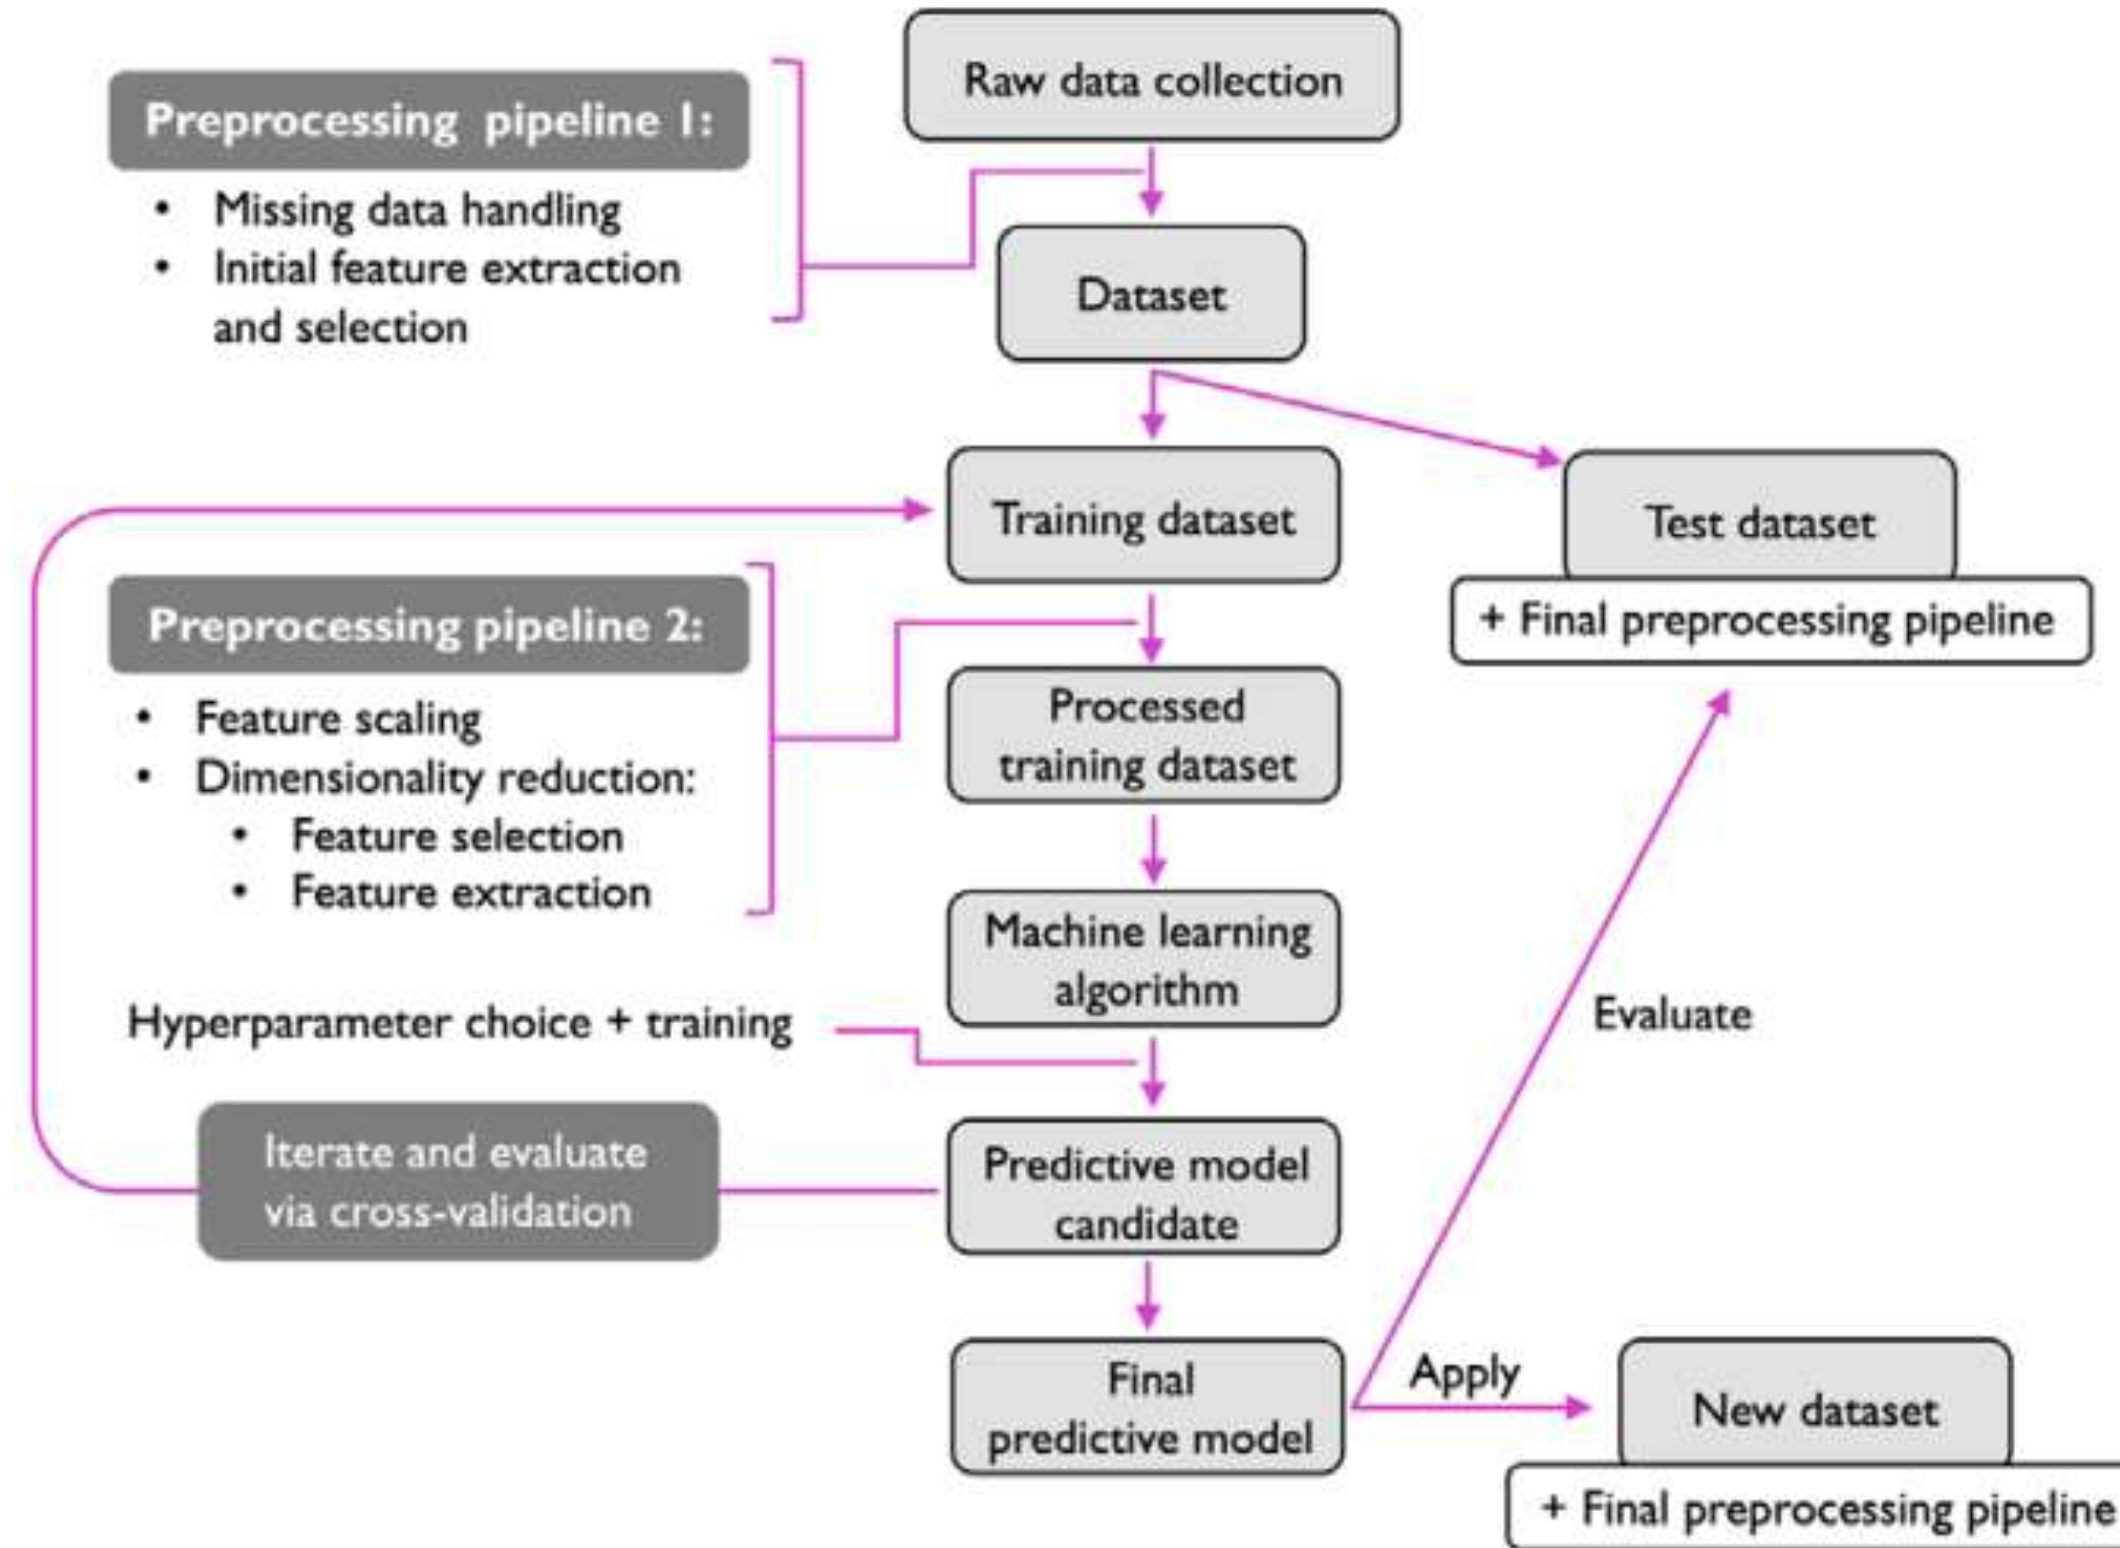 Raw data collection
Preprocessing pipeline 1:
• Missing data handling
• Initial feature extraction
and selection
Dataset
Training dataset
Test dataset
+ Final preprocessing pipeline
Preprocessing pipeline 2:
• Feature scaling
• Dimensionality reduction:
• Feature selection
• Feature extraction
Processed
training dataset
Machine learning
algorithm
Hyperparameter choice + training
Evaluate
Iterate and evaluate
via cross-validation
Predictive model
candidate
Final
predictive model
Apply
New dataset
+ Final preprocessing pipeline